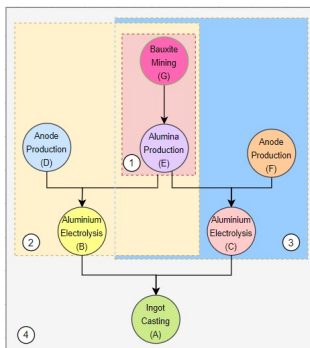 Bauxite
Mining
(G)
Anode
Production
(D)
Alumina
Production
(E)
Anode
Production
(F)
1
Aluminium
Electrolysis
(B)
Aluminium
Electrolysis
(C)
2
3
Ingot
Casting
(A)
4